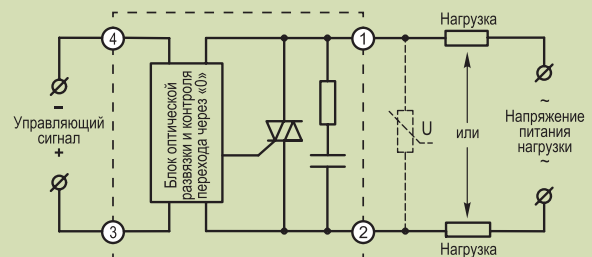 Нагрузка
4
1
~
Управляющий
сигнал
-
+
Блок оптической
развязки и контроля
перехода через «0»
U
или
Напряжение
питания
нагрузки
~
3
2
Нагрузка